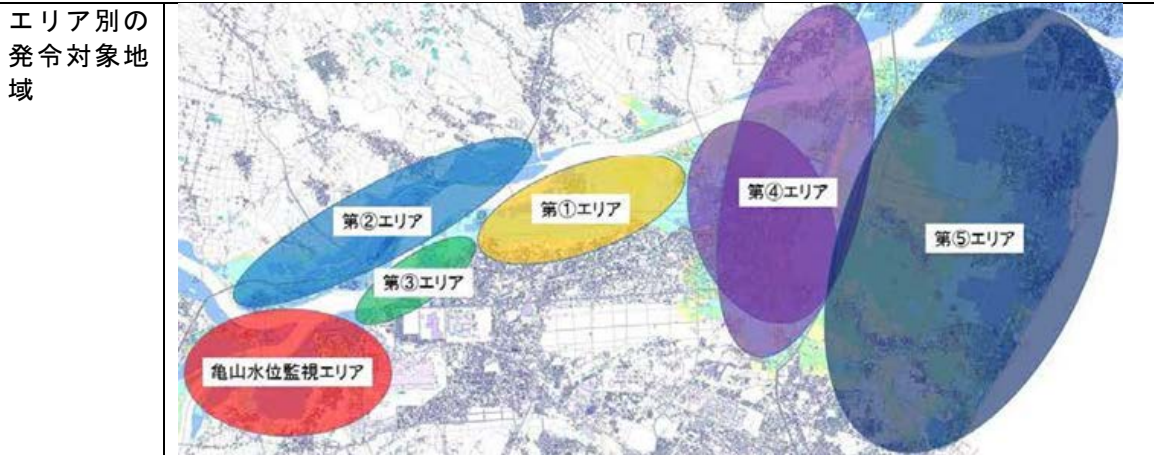 エリア別の
発令対象地
域
第①エリア
第②エリア
第③エリア
第④エリア
第⑤エリア
亀山水位監視エリア